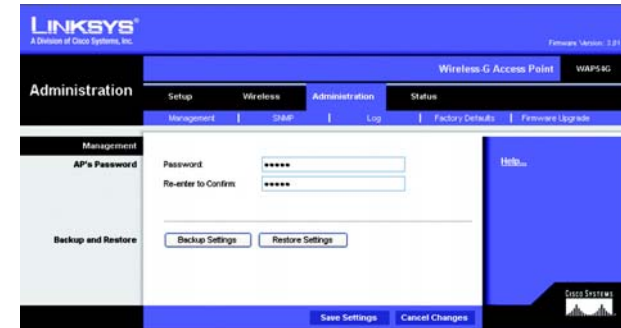 LINKSYS®
A Division of Cisco Systems, Inc.
Firmware Version: 3.01
Wireless-G Access Point WAP54G
Administration
Setup Wireless Administration Status
Management | SNMP | Log | Factory Defaults | Firmware Upgrade
Management
AP's Password Password: •••••
Help...
Re-enter to Confirm: •••••
Backup and Restore Backup Settings Restore Settings
Save Settings Cancel Changes
CISCO SYSTEMS